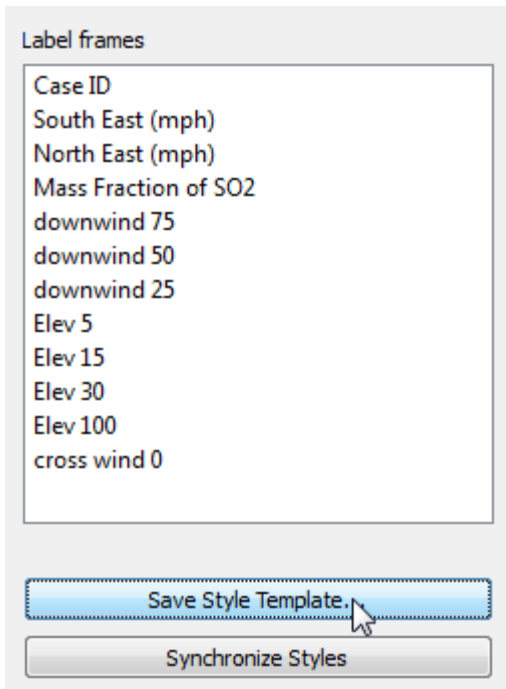 Label frames
Case ID
South East (mph)
North East (mph)
Mass Fraction of SO2
downwind 75
downwind 50
downwind 25
Elev 5
Elev 15
Elev 30
Elev 100
cross wind 0
Save Style Template...
Synchronize Styles